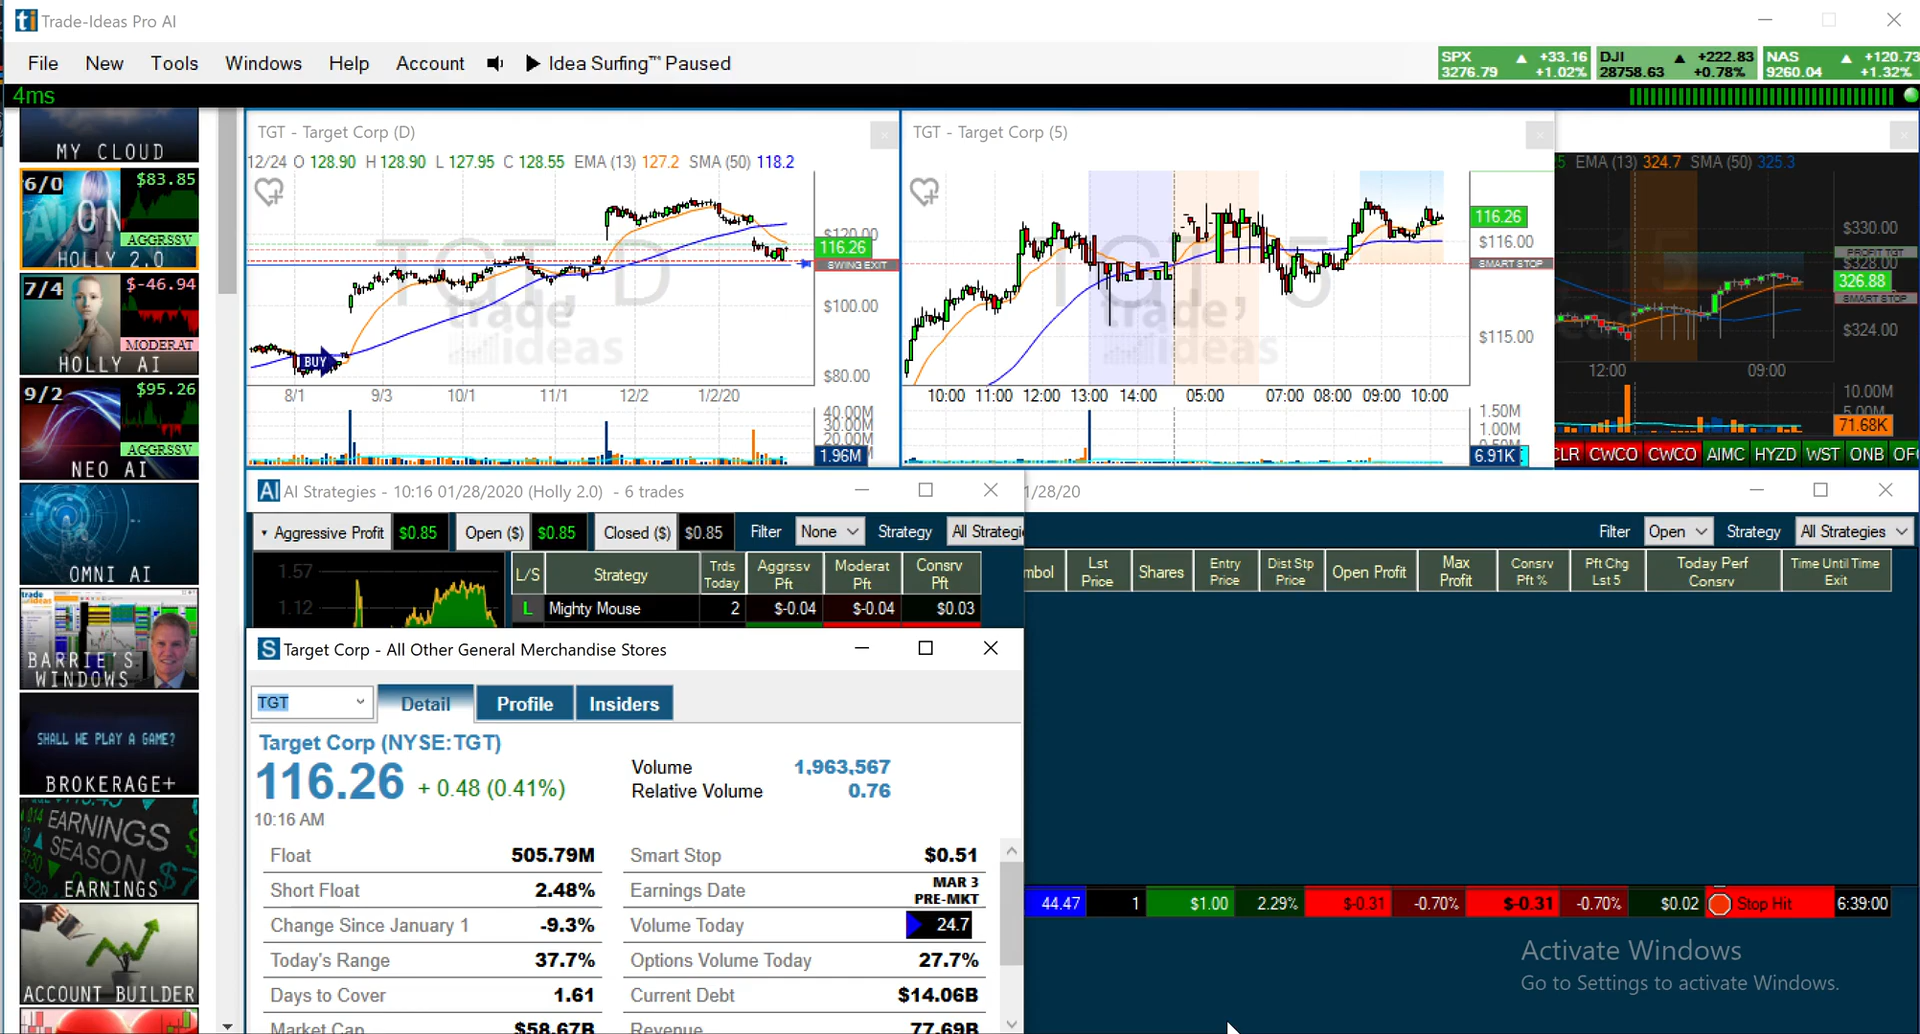 Trade-Ideas Pro AI
File New Tools Windows Help Account Idea Surfing™ Paused
SPX +33.16
3276.79 +1.02%
DJI +222.83
28758.63 +0.78%
NAS +120.73
9260.04 +1.32%
4ms
MY CLOUD
6/0 $83.85
AGGRSSV
HOLLY 2.0
7/4 $-46.94
MODERAT
HOLLY AI
9/2 $95.26
AGGRSSV
NEO AI
OMNI AI
BARRIE'S
WINDOWS
SHALL WE PLAY A GAME?
BROKERAGE+
EARNINGS
SEASON
EARNINGS
ACCOUNT BUILDER
TGT - Target Corp (D)
12/24 O 128.90 H 128.90 L 127.95 C 128.55 EMA (13) 127.2 SMA (50) 118.2
TGT, D
trade
ideas
BUY
$120.00
116.26
SWING EXIT
$100.00
$80.00
8/1 9/3 10/1 11/1 12/2 1/2/20
40.00M
30.00M
20.00M
1.96M
TGT - Target Corp (5)
trade
ideas
116.26
$116.00
SMART STOP
$115.00
10:00 11:00 12:00 13:00 14:00 05:00 07:00 08:00 09:00 10:00
1.50M
1.00M
6.91K
EMA (13) 324.7 SMA (50) 325.3
$330.00
PROFIT TGT
$328.00
326.88
SMART STOP
$324.00
12:00 09:00
10.00M
5.00M
71.68K
CLR CWCO CWCO AIMC HYZD WST ONB OF
AI AI Strategies - 10:16 01/28/2020 (Holly 2.0) - 6 trades
Aggressive Profit $0.85 Open ($) $0.85 Closed ($) $0.85 Filter None Strategy All Strategi
1.57
1.12
L/S Strategy Trds Today Aggrssv Pft Moderat Pft Consrv Pft
L Mighty Mouse 2 $-0.04 $-0.04 $0.03
1/28/20
Filter Open Strategy All Strategies
mbol Lst Price Shares Entry Price Dist Stp Price Open Profit Max Profit Consrv Pft % Pft Chg Lst 5 Today Perf Consrv Time Until Time Exit
44.47 1 $1.00 2.29% $-0.31 -0.70% $-0.31 -0.70% $0.02 Stop Hit 6:39:00
S Target Corp - All Other General Merchandise Stores
TGT Detail Profile Insiders
Target Corp (NYSE:TGT)
116.26 + 0.48 (0.41%)
10:16 AM
Volume 1,963,567
Relative Volume 0.76
Float 505.79M
Short Float 2.48%
Change Since January 1 -9.3%
Today's Range 37.7%
Days to Cover 1.61
Market Cap $58.67B
Smart Stop $0.51
Earnings Date MAR 3 PRE-MKT
Volume Today 24.7
Options Volume Today 27.7%
Current Debt $14.06B
Revenue 77.69B
Activate Windows
Go to Settings to activate Windows.